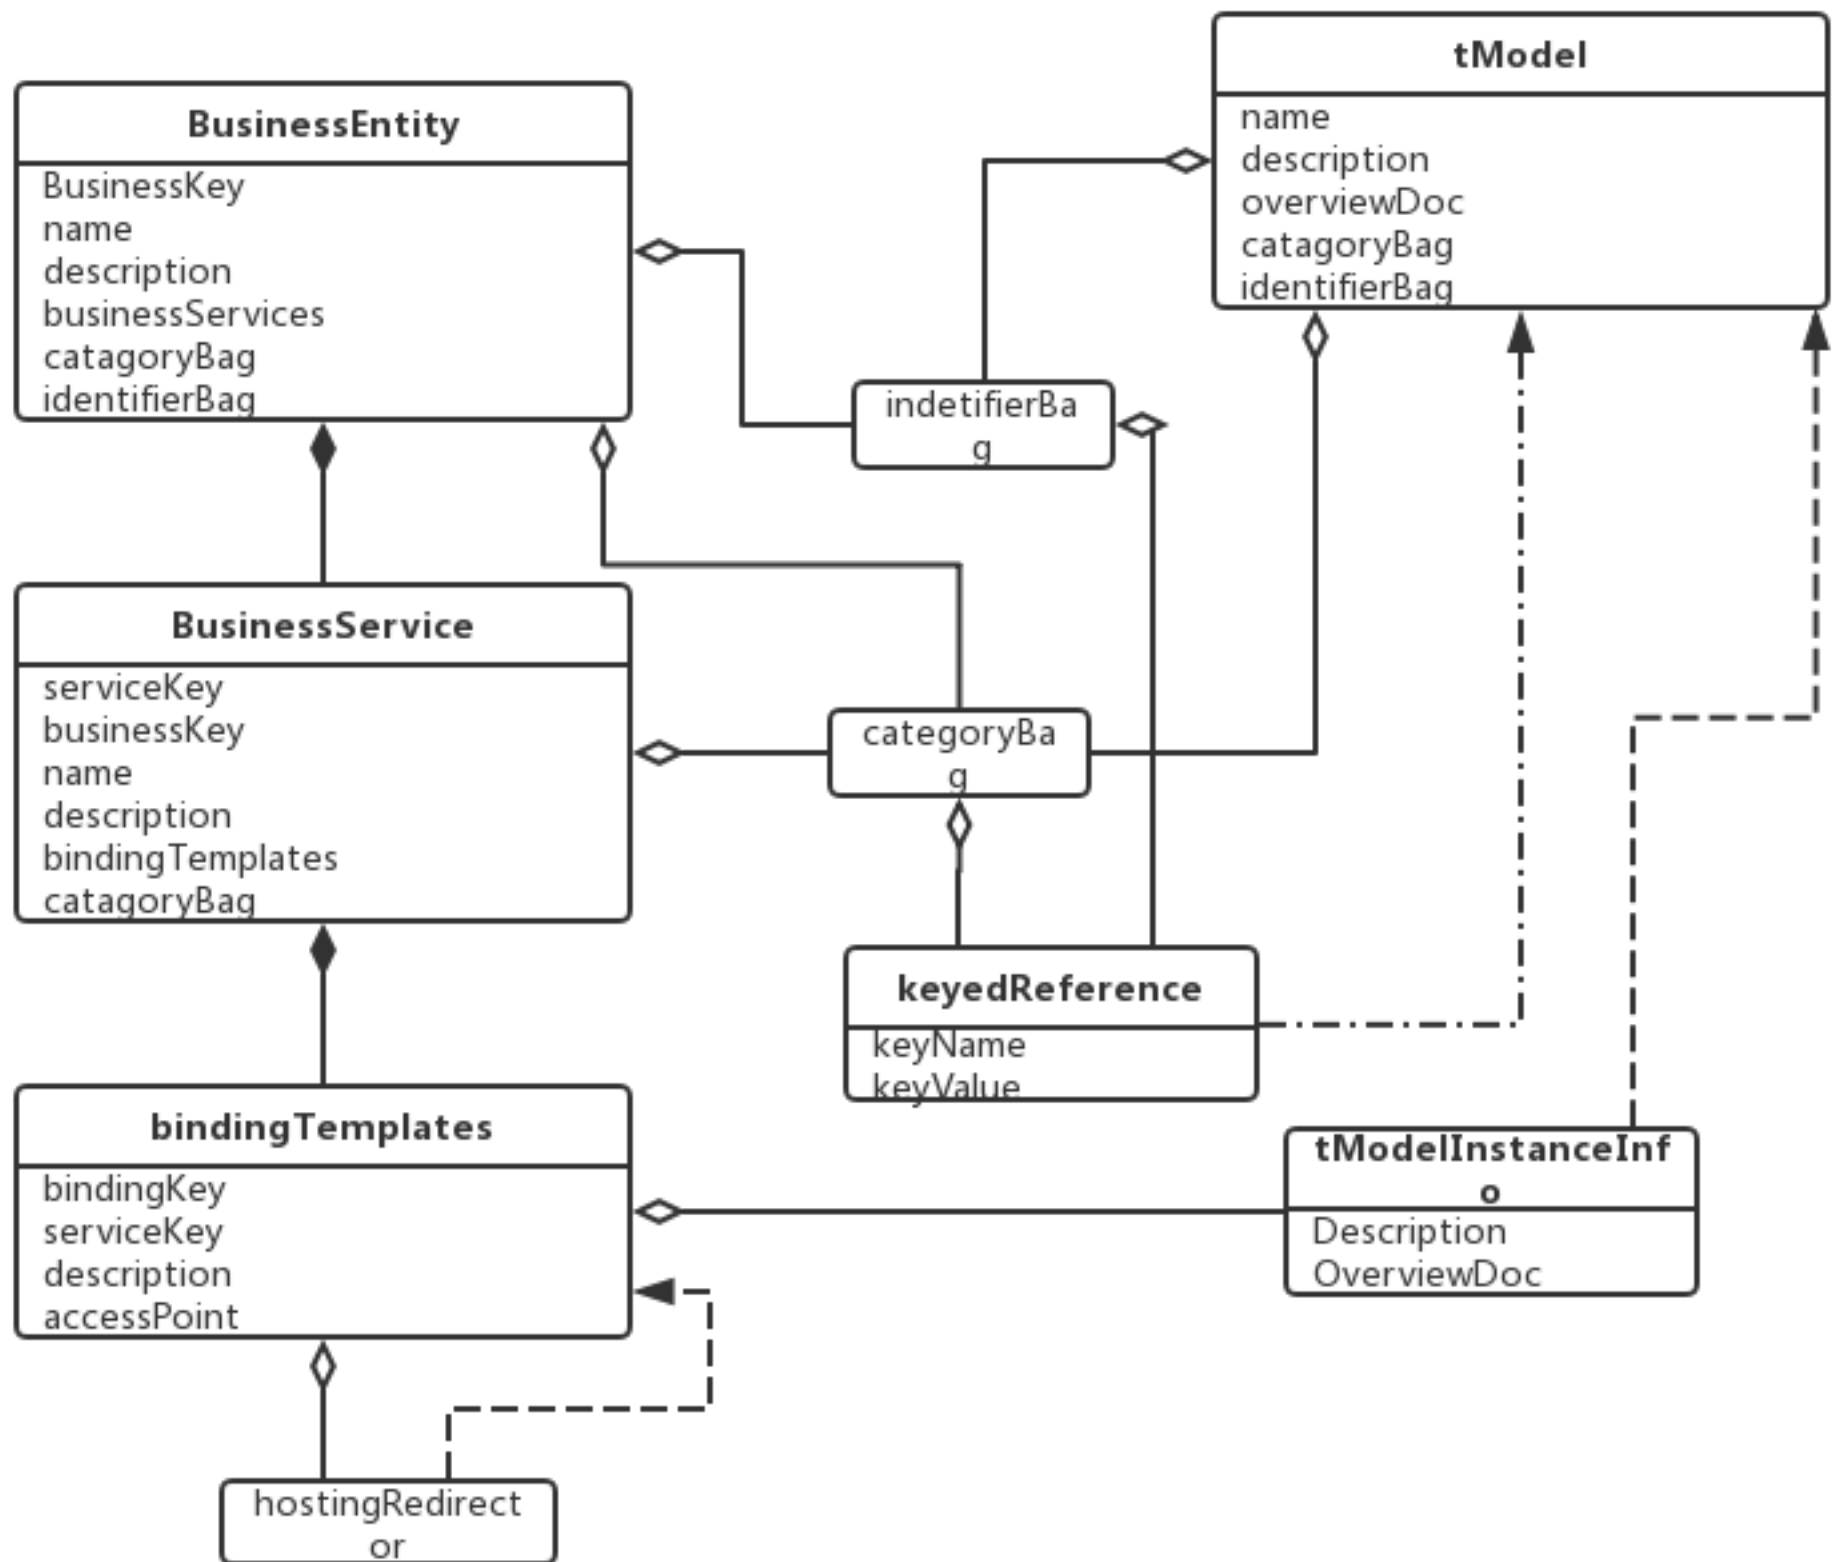 tModel
name
description
overviewDoc
catagoryBag
identifierBag
BusinessEntity
BusinessKey
name
description
businessServices
catagoryBag
identifierBag
indetifierBa
g
BusinessService
serviceKey
businessKey
name
description
bindingTemplates
catagoryBag
categoryBa
g
keyedReference
keyName
keyValue
bindingTemplates
bindingKey
serviceKey
description
accessPoint
tModelInstanceInf
o
Description
OverviewDoc
hostingRedirect
or